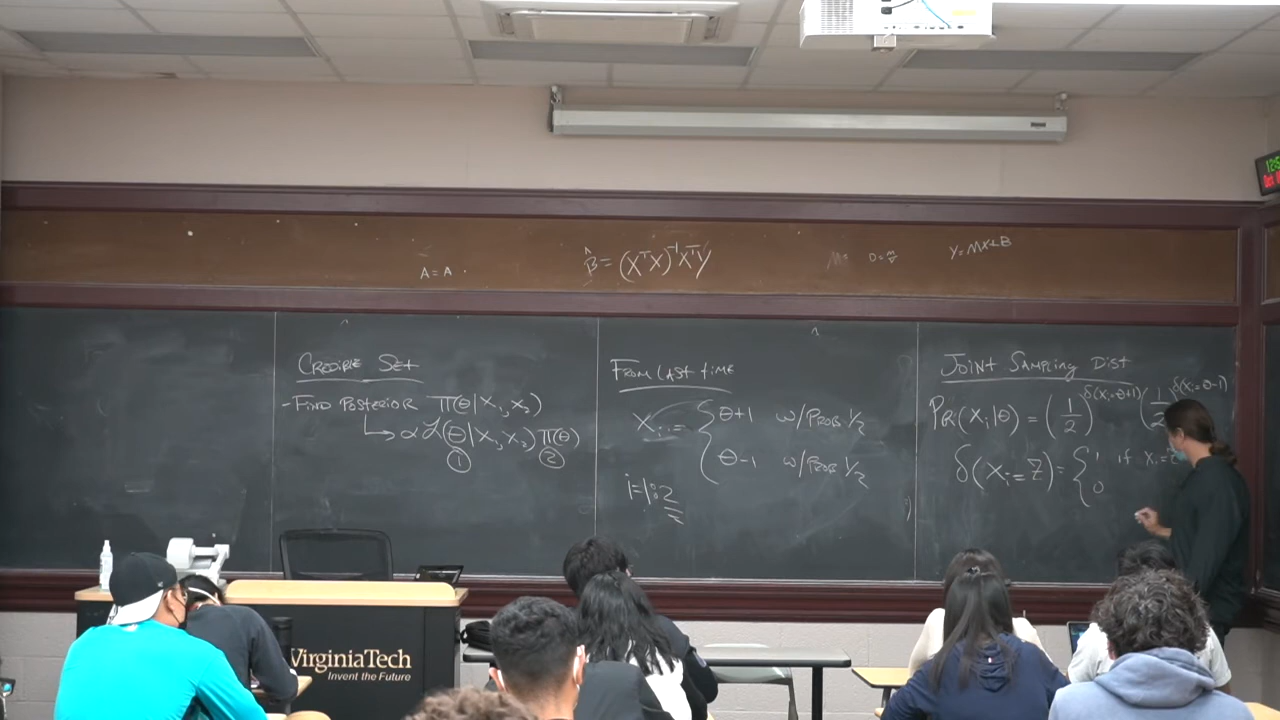 A = A
β̂ = (XᵀX)⁻¹XᵀY
D = m/v
Y = MX+B
CREDIBLE SET
- FIND POSTERIOR π(θ|X₁,X₂)
↳ α ℒ(θ|X₁,X₂) π(θ)
① ②
FROM LAST TIME
Xᵢ = { θ+1 w/ PROB. 1/2
θ-1 w/ PROB. 1/2
i=1:2
JOINT SAMPLING DIST
PR(Xᵢ|θ) = (1/2)^δ(Xᵢ=θ+1) (1/2)^δ(Xᵢ=θ-1)
δ(Xᵢ=Z) = { 1 if Xᵢ=Z
0
VirginiaTech
Invent the Future